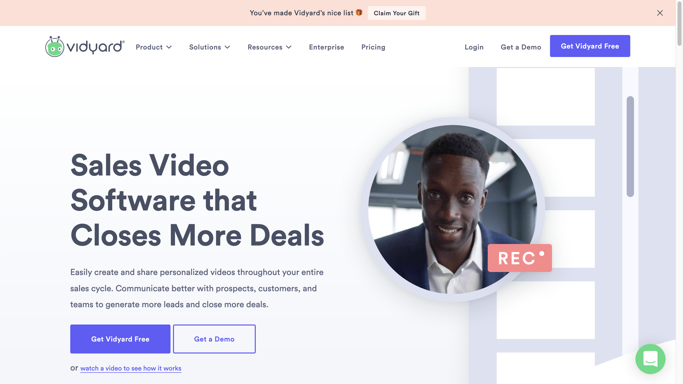 You've made Vidyard's nice list 🎁 Claim Your Gift
vidyard
Product Solutions Resources Enterprise Pricing Login Get a Demo Get Vidyard Free
Sales Video
Software that
Closes More Deals
REC
Easily create and share personalized videos throughout your entire
sales cycle. Communicate better with prospects, customers, and
teams to generate more leads and close more deals.
Get Vidyard Free Get a Demo
or watch a video to see how it works